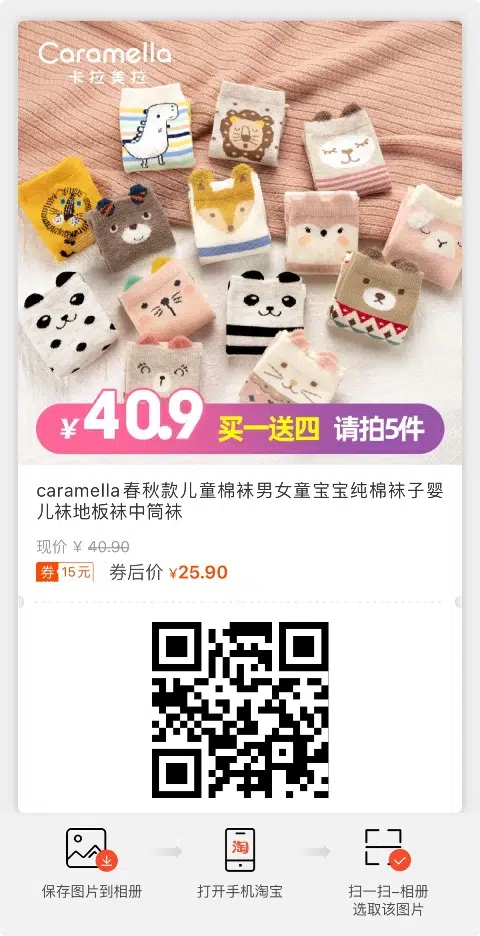 Caramella
卡拉美拉
¥40.9 买一送四 请拍5件
caramella春秋款儿童棉袜男女童宝宝纯棉袜子婴
儿袜地板袜中筒袜
现价 ¥ 40.90
券 15元 券后价 ¥25.90
淘
保存图片到相册 打开手机淘宝 扫一扫-相册
选取该图片